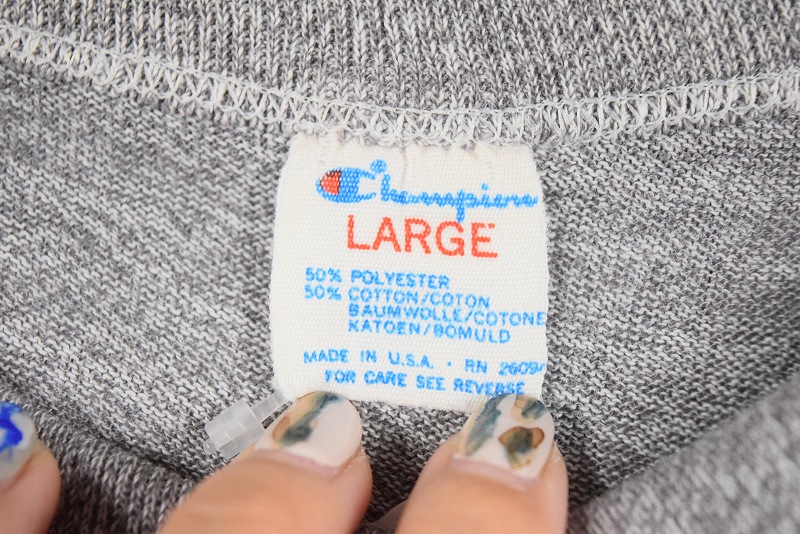 Champion
LARGE
50% POLYESTER
50% COTTON/COTON
BAUMWOLLE/COTONE
KATOEN/BOMULD
MADE IN U.S.A. · RN 26094
FOR CARE SEE REVERSE